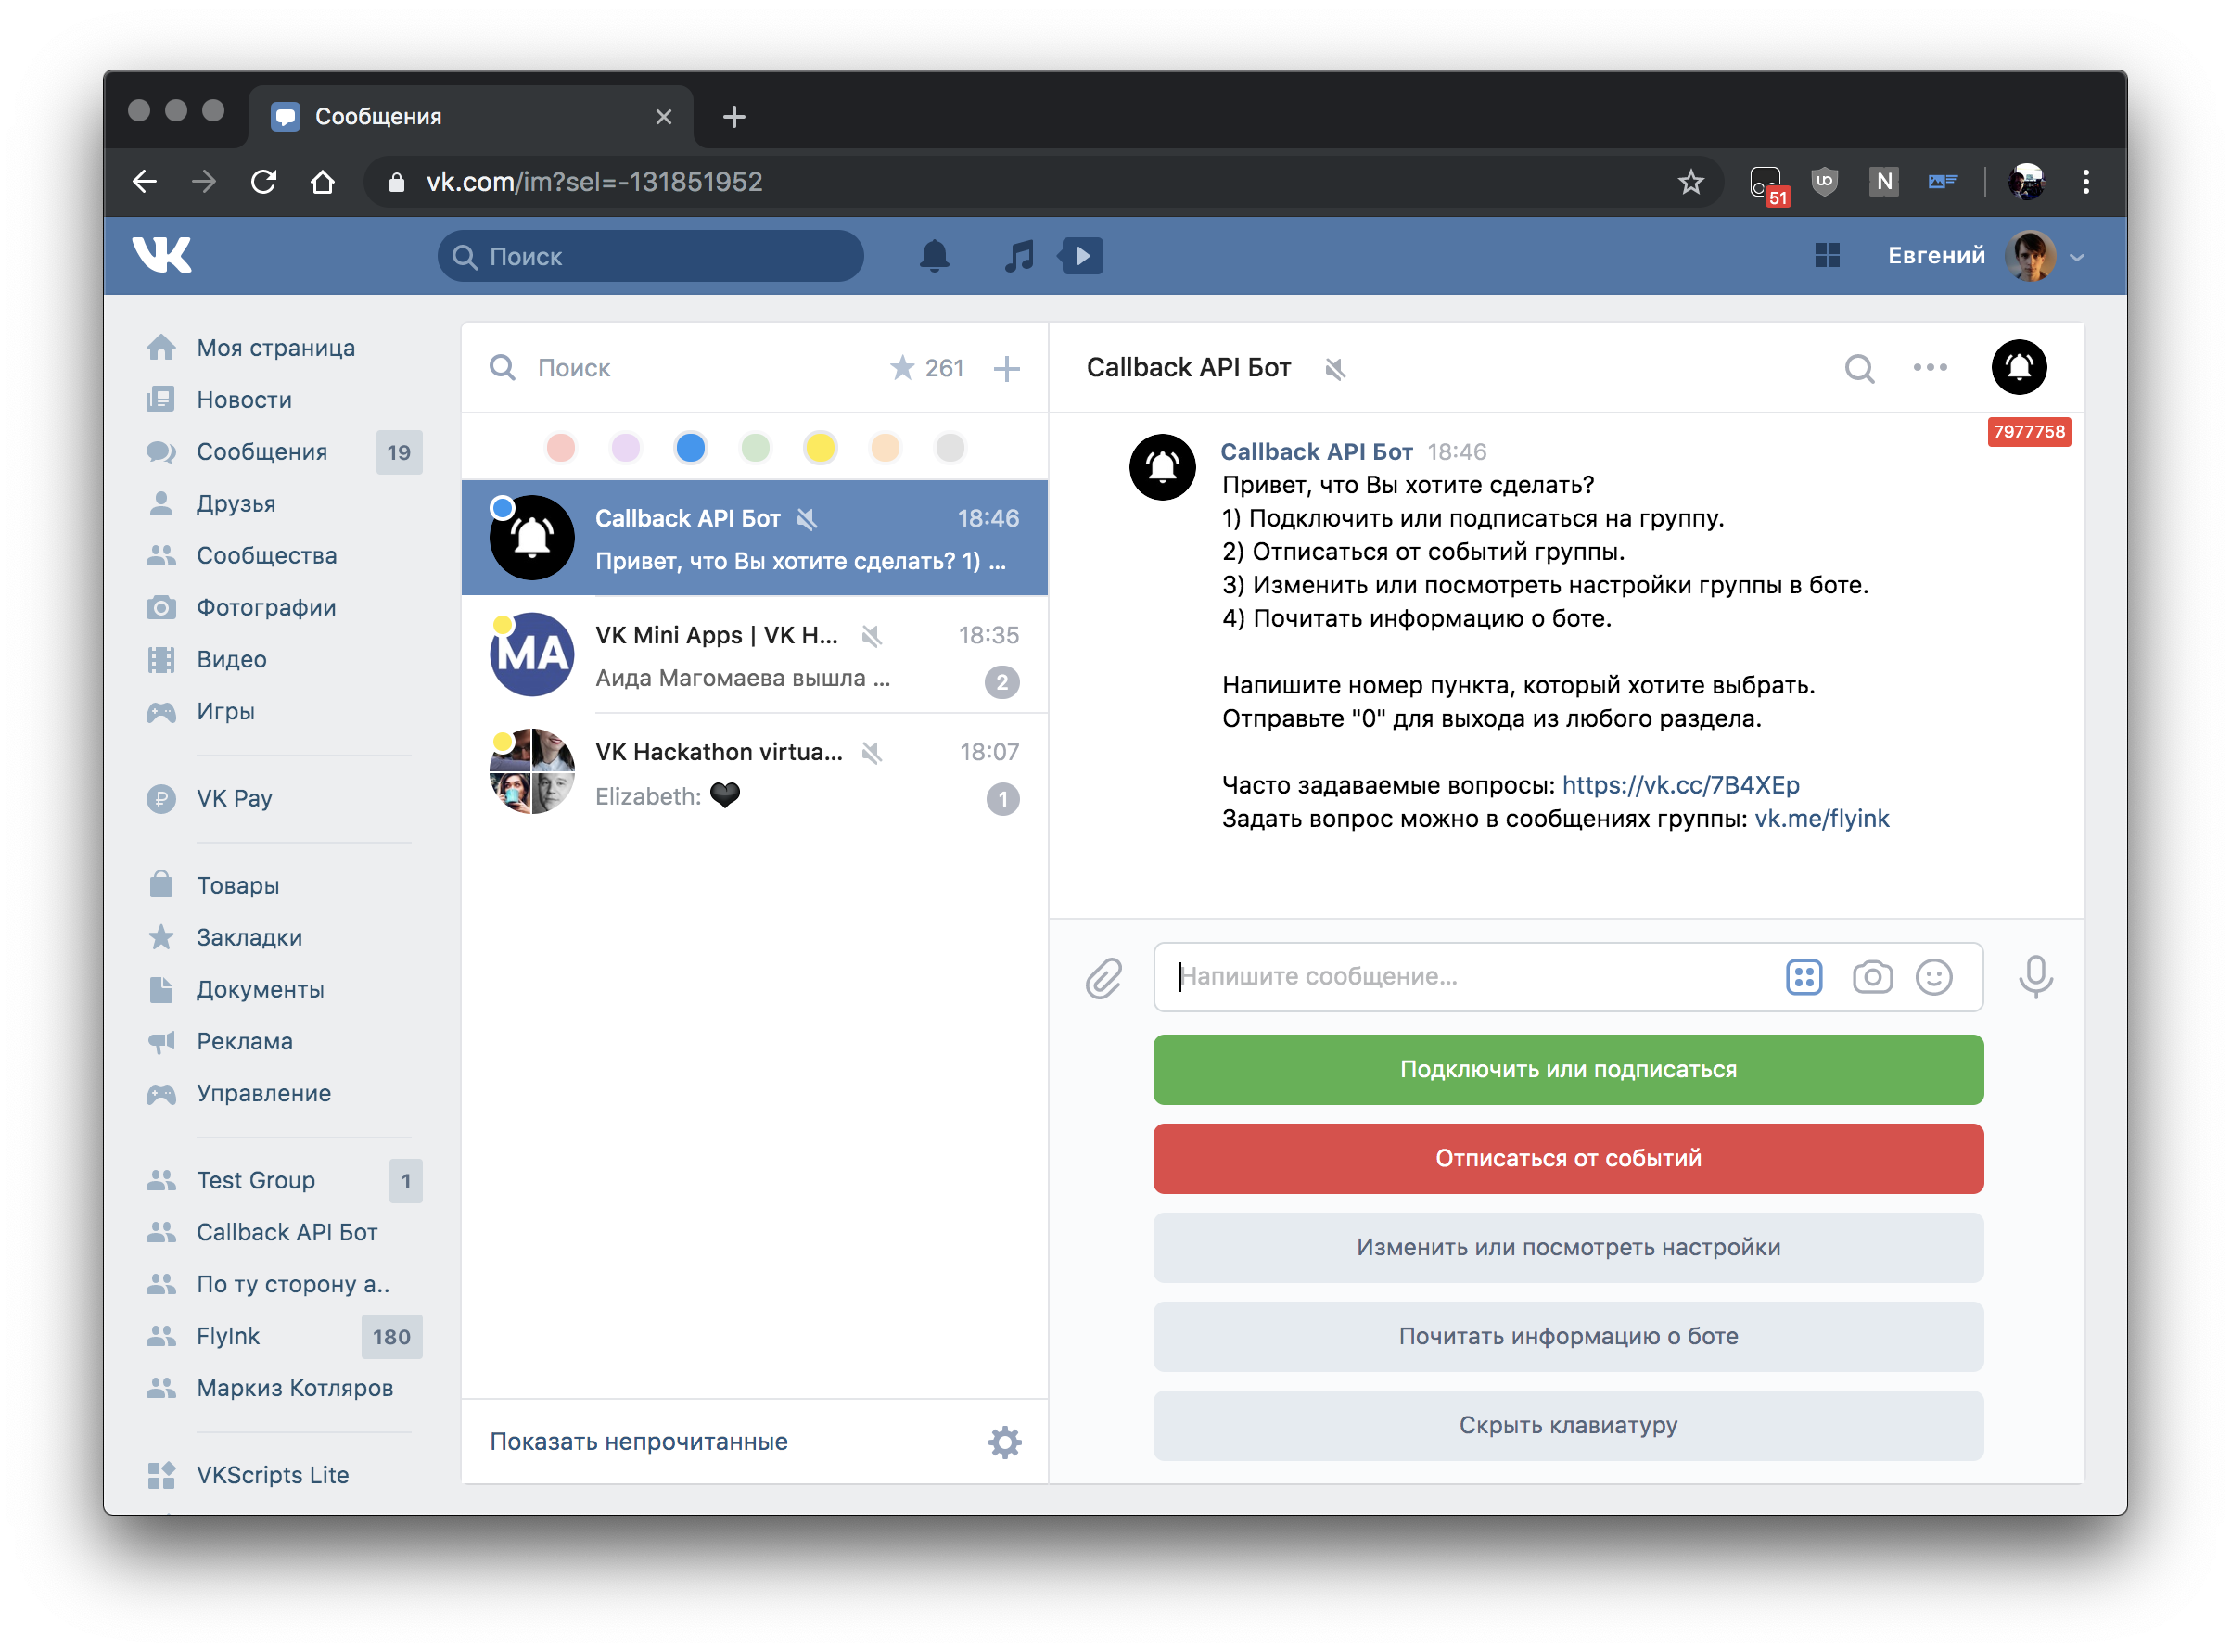 Сообщения
vk.com/im?sel=-131851952
51
N
VK
Поиск
Евгений
Моя страница
Новости
Сообщения 19
Друзья
Сообщества
Фотографии
Видео
Игры
VK Pay
Товары
Закладки
Документы
Реклама
Управление
Test Group 1
Callback API Бот
По ту сторону а..
FlyInk 180
Маркиз Котляров
VKScripts Lite
Поиск
261
Callback API Бот 18:46
Привет, что Вы хотите сделать? 1) ...
MA
VK Mini Apps | VK H... 18:35
Аида Магомаева вышла ... 2
VK Hackathon virtua... 18:07
Elizabeth: 🖤 1
Показать непрочитанные
Callback API Бот
7977758
Callback API Бот 18:46
Привет, что Вы хотите сделать?
1) Подключить или подписаться на группу.
2) Отписаться от событий группы.
3) Изменить или посмотреть настройки группы в боте.
4) Почитать информацию о боте.
Напишите номер пункта, который хотите выбрать.
Отправьте "0" для выхода из любого раздела.
Часто задаваемые вопросы: https://vk.cc/7B4XEp
Задать вопрос можно в сообщениях группы: vk.me/flyink
Напишите сообщение...
Подключить или подписаться
Отписаться от событий
Изменить или посмотреть настройки
Почитать информацию о боте
Скрыть клавиатуру